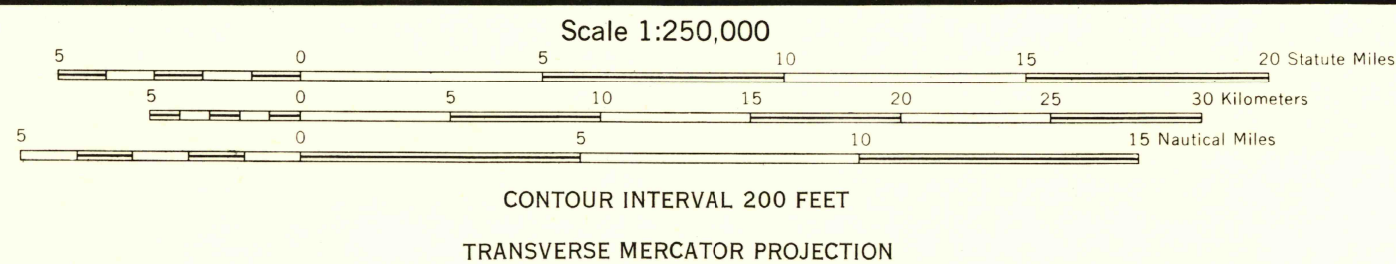 Scale 1:250,000
5 0 5 10 15 20 Statute Miles
5 0 5 10 15 20 25 30 Kilometers
5 0 5 10 15 Nautical Miles
CONTOUR INTERVAL 200 FEET
TRANSVERSE MERCATOR PROJECTION